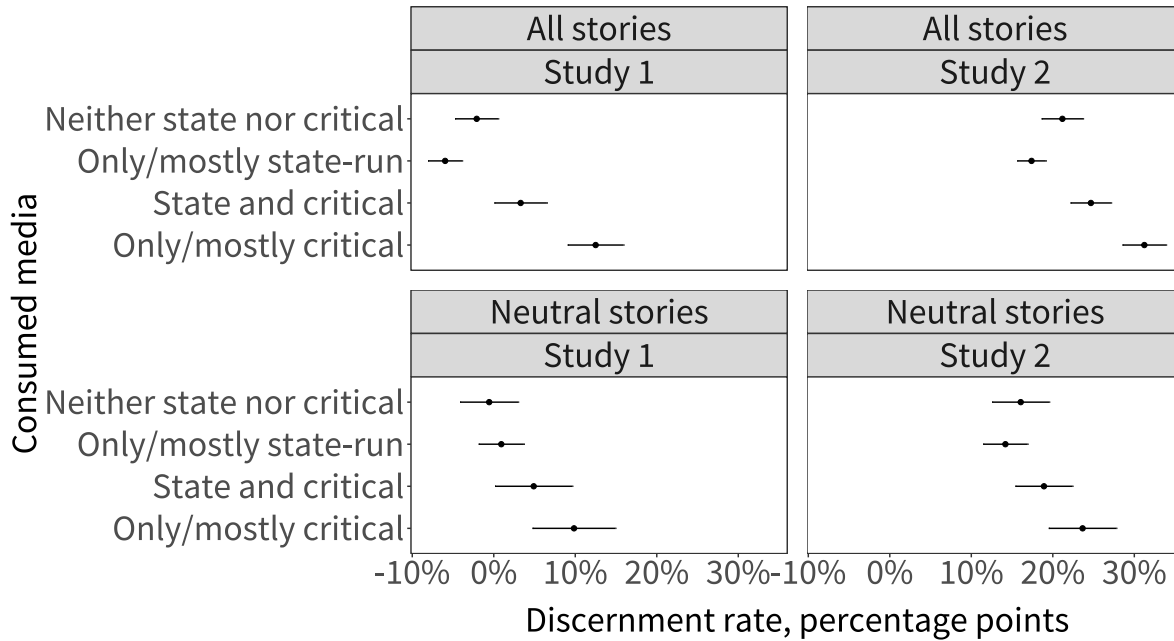 All stories
All stories
Study 1
Study 2
Neither state nor critical
Only/mostly state-run
State and critical
Only/mostly critical
Neutral stories
Neutral stories
Study 1
Study 2
Neither state nor critical
Only/mostly state-run
State and critical
Only/mostly critical
-10% 0% 10% 20% 30%
-10% 0% 10% 20% 30%
Consumed media
Discernment rate, percentage points